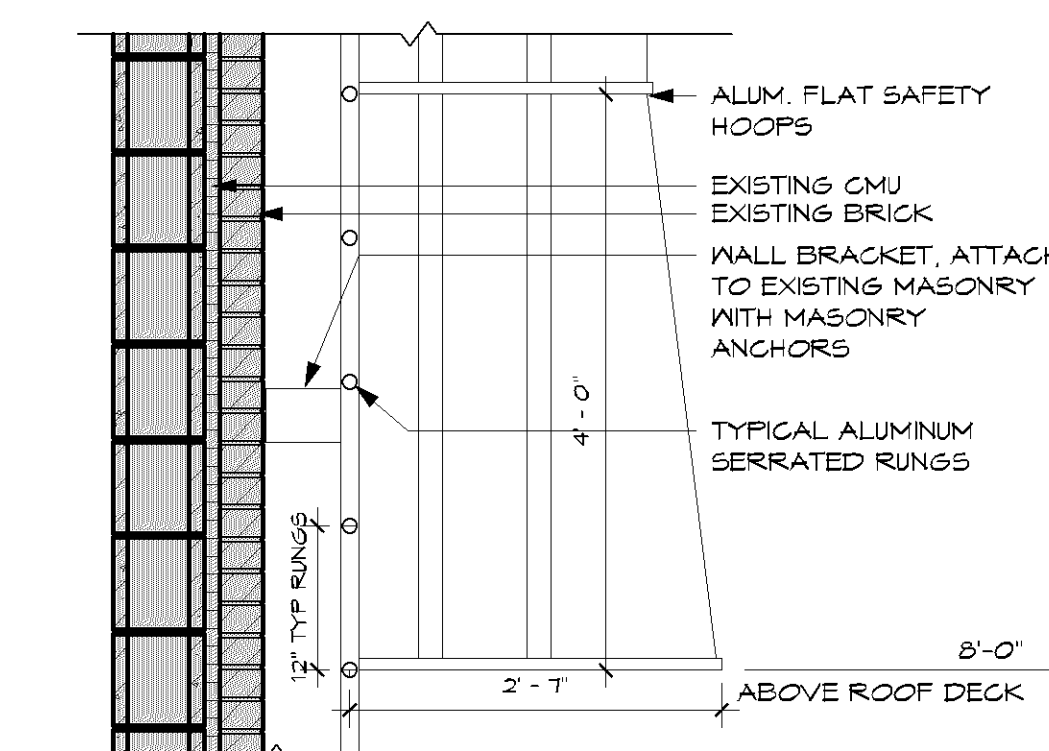 ALUM. FLAT SAFETY
HOOPS
EXISTING CMU
EXISTING BRICK
WALL BRACKET, ATTACH
TO EXISTING MASONRY
WITH MASONRY
ANCHORS
4' - 0"
TYPICAL ALUMINUM
SERRATED RUNGS
12" TYP RUNGS
8'-0"
2' - 7"
ABOVE ROOF DECK